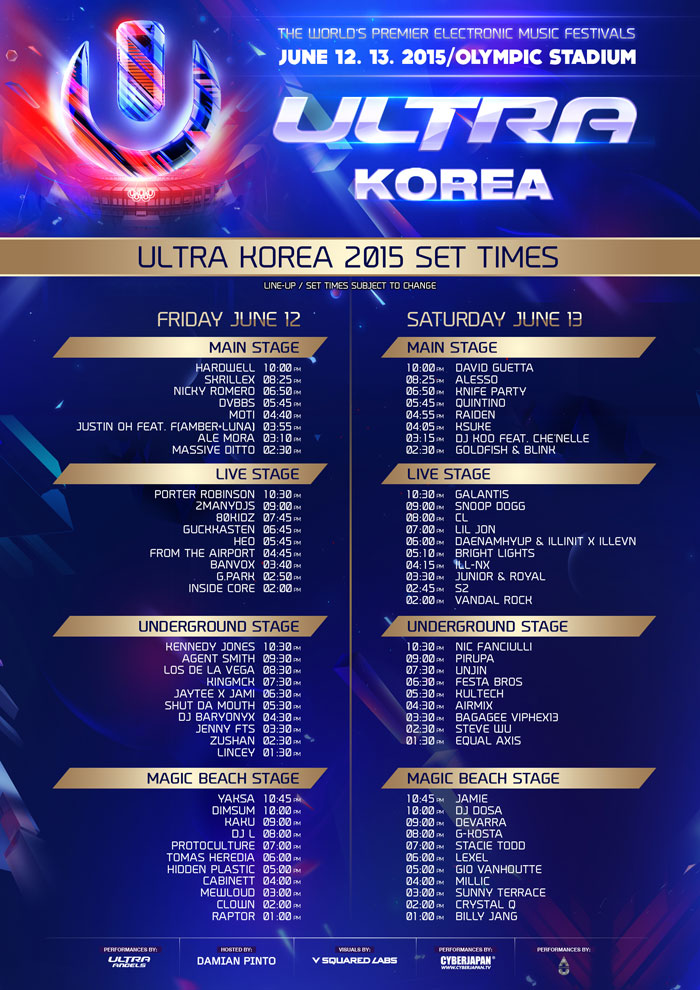 THE WORLD'S PREMIER ELECTRONIC MUSIC FESTIVALS
JUNE 12. 13. 2015/OLYMPIC STADIUM
ULTRA
KOREA
ULTRA KOREA 2015 SET TIMES
LINE-UP / SET TIMES SUBJECT TO CHANGE
FRIDAY JUNE 12
MAIN STAGE
HARDWELL 10:00 PM
SKRILLEX 08:25 PM
NICKY ROMERO 06:50 PM
DVBBS 05:45 PM
MOTI 04:40 PM
JUSTIN OH FEAT. F(AMBER+LUNA) 03:55 PM
ALE MORA 03:10 PM
MASSIVE DITTO 02:30 PM
LIVE STAGE
PORTER ROBINSON 10:30 PM
2MANYDJS 09:00 PM
80KIDZ 07:45 PM
GUCKKASTEN 06:45 PM
HEO 05:45 PM
FROM THE AIRPORT 04:45 PM
BANVOX 03:40 PM
G.PARK 02:50 PM
INSIDE CORE 02:00 PM
UNDERGROUND STAGE
KENNEDY JONES 10:30 PM
AGENT SMITH 09:30 PM
LOS DE LA VEGA 08:30 PM
KINGMCK 07:30 PM
JAYTEE X JAMI 06:30 PM
SHUT DA MOUTH 05:30 PM
DJ BARYONYX 04:30 PM
JENNY FTS 03:30 PM
ZUSHAN 02:30 PM
LINCEY 01:30 PM
MAGIC BEACH STAGE
YAKSA 10:45 PM
DIMSUM 10:00 PM
KAKU 09:00 PM
DJ L 08:00 PM
PROTOCULTURE 07:00 PM
TOMAS HEREDIA 06:00 PM
HIDDEN PLASTIC 05:00 PM
CABINETT 04:00 PM
MEWLOUD 03:00 PM
CLOWN 02:00 PM
RAPTOR 01:00 PM
SATURDAY JUNE 13
MAIN STAGE
10:00 PM DAVID GUETTA
08:25 PM ALESSO
06:50 PM KNIFE PARTY
05:45 PM QUINTINO
04:55 PM RAIDEN
04:05 PM KSUKE
03:15 PM DJ KOO FEAT. CHE'NELLE
02:30 PM GOLDFISH & BLINK
LIVE STAGE
10:30 PM GALANTIS
09:00 PM SNOOP DOGG
08:00 PM CL
07:00 PM LIL JON
06:00 PM DAENAMHYUP & ILLINIT X ILLEVN
05:10 PM BRIGHT LIGHTS
04:15 PM ILL-NX
03:30 PM JUNIOR & ROYAL
02:45 PM S2
02:00 PM VANDAL ROCK
UNDERGROUND STAGE
10:30 PM NIC FANCIULLI
09:00 PM PIRUPA
07:30 PM UNJIN
06:30 PM FESTA BROS
05:30 PM KULTECH
04:30 PM AIRMIX
03:30 PM BAGAGEE VIPHEX13
02:30 PM STEVE WU
01:30 PM EQUAL AXIS
MAGIC BEACH STAGE
10:45 PM JAMIE
10:00 PM DJ DOSA
09:00 PM DEVARRA
08:00 PM G-KOSTA
07:00 PM STACIE TODD
06:00 PM LEXEL
05:00 PM GIO VANHOUTTE
04:00 PM MILLIC
03:00 PM SUNNY TERRACE
02:00 PM CRYSTAL Q
01:00 PM BILLY JANG
PERFORMANCES BY:
ULTRA ANGELS
HOSTED BY:
DAMIAN PINTO
VISUALS BY:
V SQUARED LABS
PERFORMANCES BY:
CYBERJAPAN®
WWW.CYBERJAPAN.TV
PERFORMANCES BY: